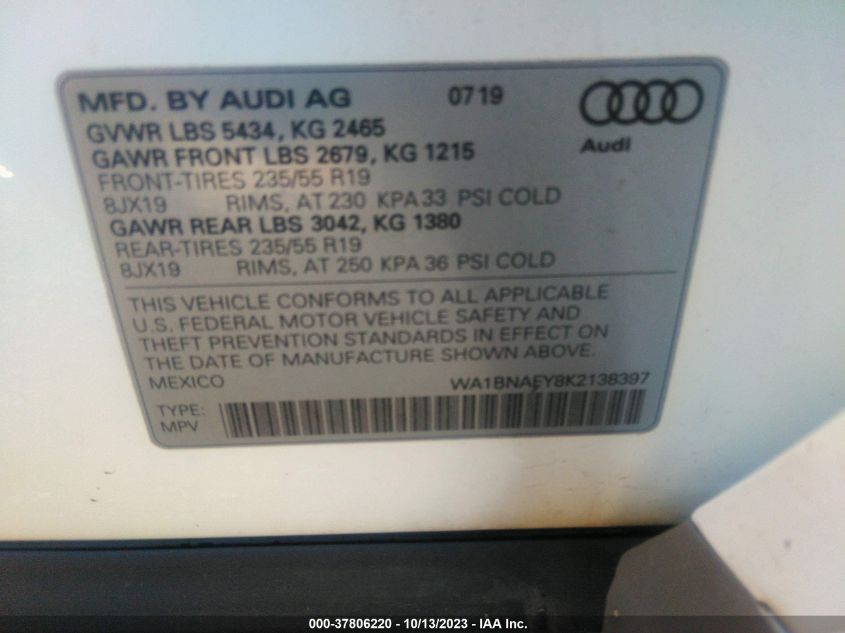 MFD. BY AUDI AG 07 19
GVWR LBS 5434, KG 2465
GAWR FRONT LBS 2679, KG 1215
FRONT-TIRES 235/55 R19
8JX19 RIMS, AT 230 KPA 33 PSI COLD
GAWR REAR LBS 3042, KG 1380
REAR-TIRES 235/55 R19
8JX19 RIMS, AT 250 KPA 36 PSI COLD
Audi
THIS VEHICLE CONFORMS TO ALL APPLICABLE
U.S. FEDERAL MOTOR VEHICLE SAFETY AND
THEFT PREVENTION STANDARDS IN EFFECT ON
THE DATE OF MANUFACTURE SHOWN ABOVE.
MEXICO WA1BNAFY8K2138397
TYPE:
MPV
000-37806220 - 10/13/2023 - IAA Inc.